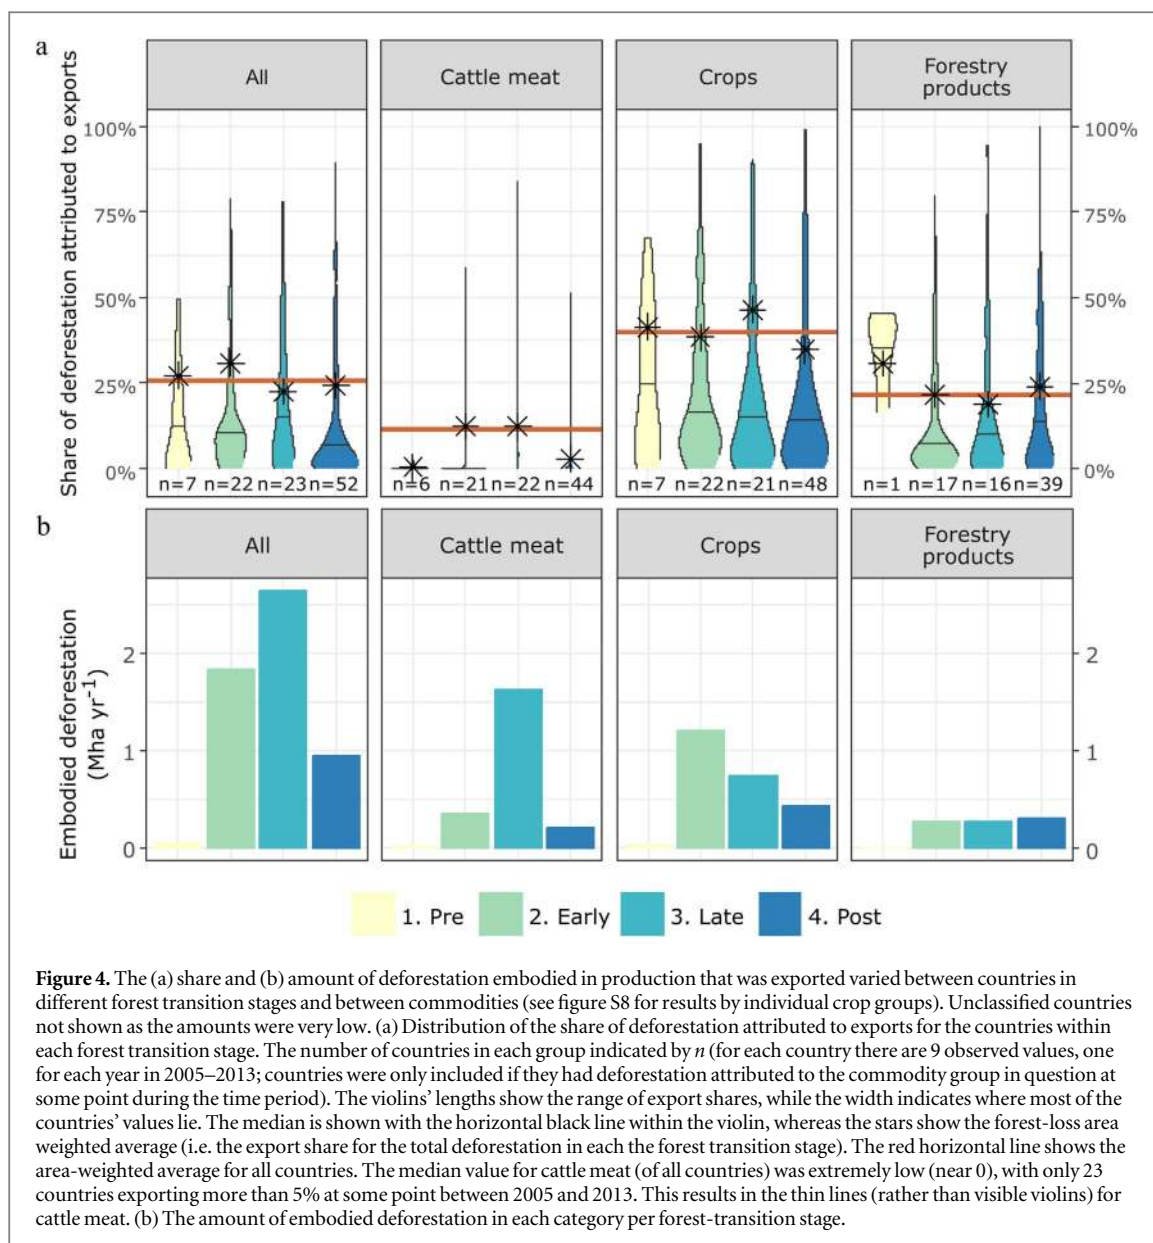 a
All
Cattle meat
Crops
Forestry
products
Share of deforestation attributed to exports
100%
75%
50%
25%
0%
100%
75%
50%
25%
0%
n=7 n=22 n=23 n=52
n=6 n=21 n=22 n=44
n=7 n=22 n=21 n=48
n=1 n=17 n=16 n=39
b
All
Cattle meat
Crops
Forestry
products
Embodied deforestation
(Mha yr-1)
2
1
0
2
1
0
1. Pre 2. Early 3. Late 4. Post
Figure 4. The (a) share and (b) amount of deforestation embodied in production that was exported varied between countries in
different forest transition stages and between commodities (see figure S8 for results by individual crop groups). Unclassified countries
not shown as the amounts were very low. (a) Distribution of the share of deforestation attributed to exports for the countries within
each forest transition stage. The number of countries in each group indicated by n (for each country there are 9 observed values, one
for each year in 2005–2013; countries were only included if they had deforestation attributed to the commodity group in question at
some point during the time period). The violins' lengths show the range of export shares, while the width indicates where most of the
countries' values lie. The median is shown with the horizontal black line within the violin, whereas the stars show the forest-loss area
weighted average (i.e. the export share for the total deforestation in each the forest transition stage). The red horizontal line shows the
area-weighted average for all countries. The median value for cattle meat (of all countries) was extremely low (near 0), with only 23
countries exporting more than 5% at some point between 2005 and 2013. This results in the thin lines (rather than visible violins) for
cattle meat. (b) The amount of embodied deforestation in each category per forest-transition stage.